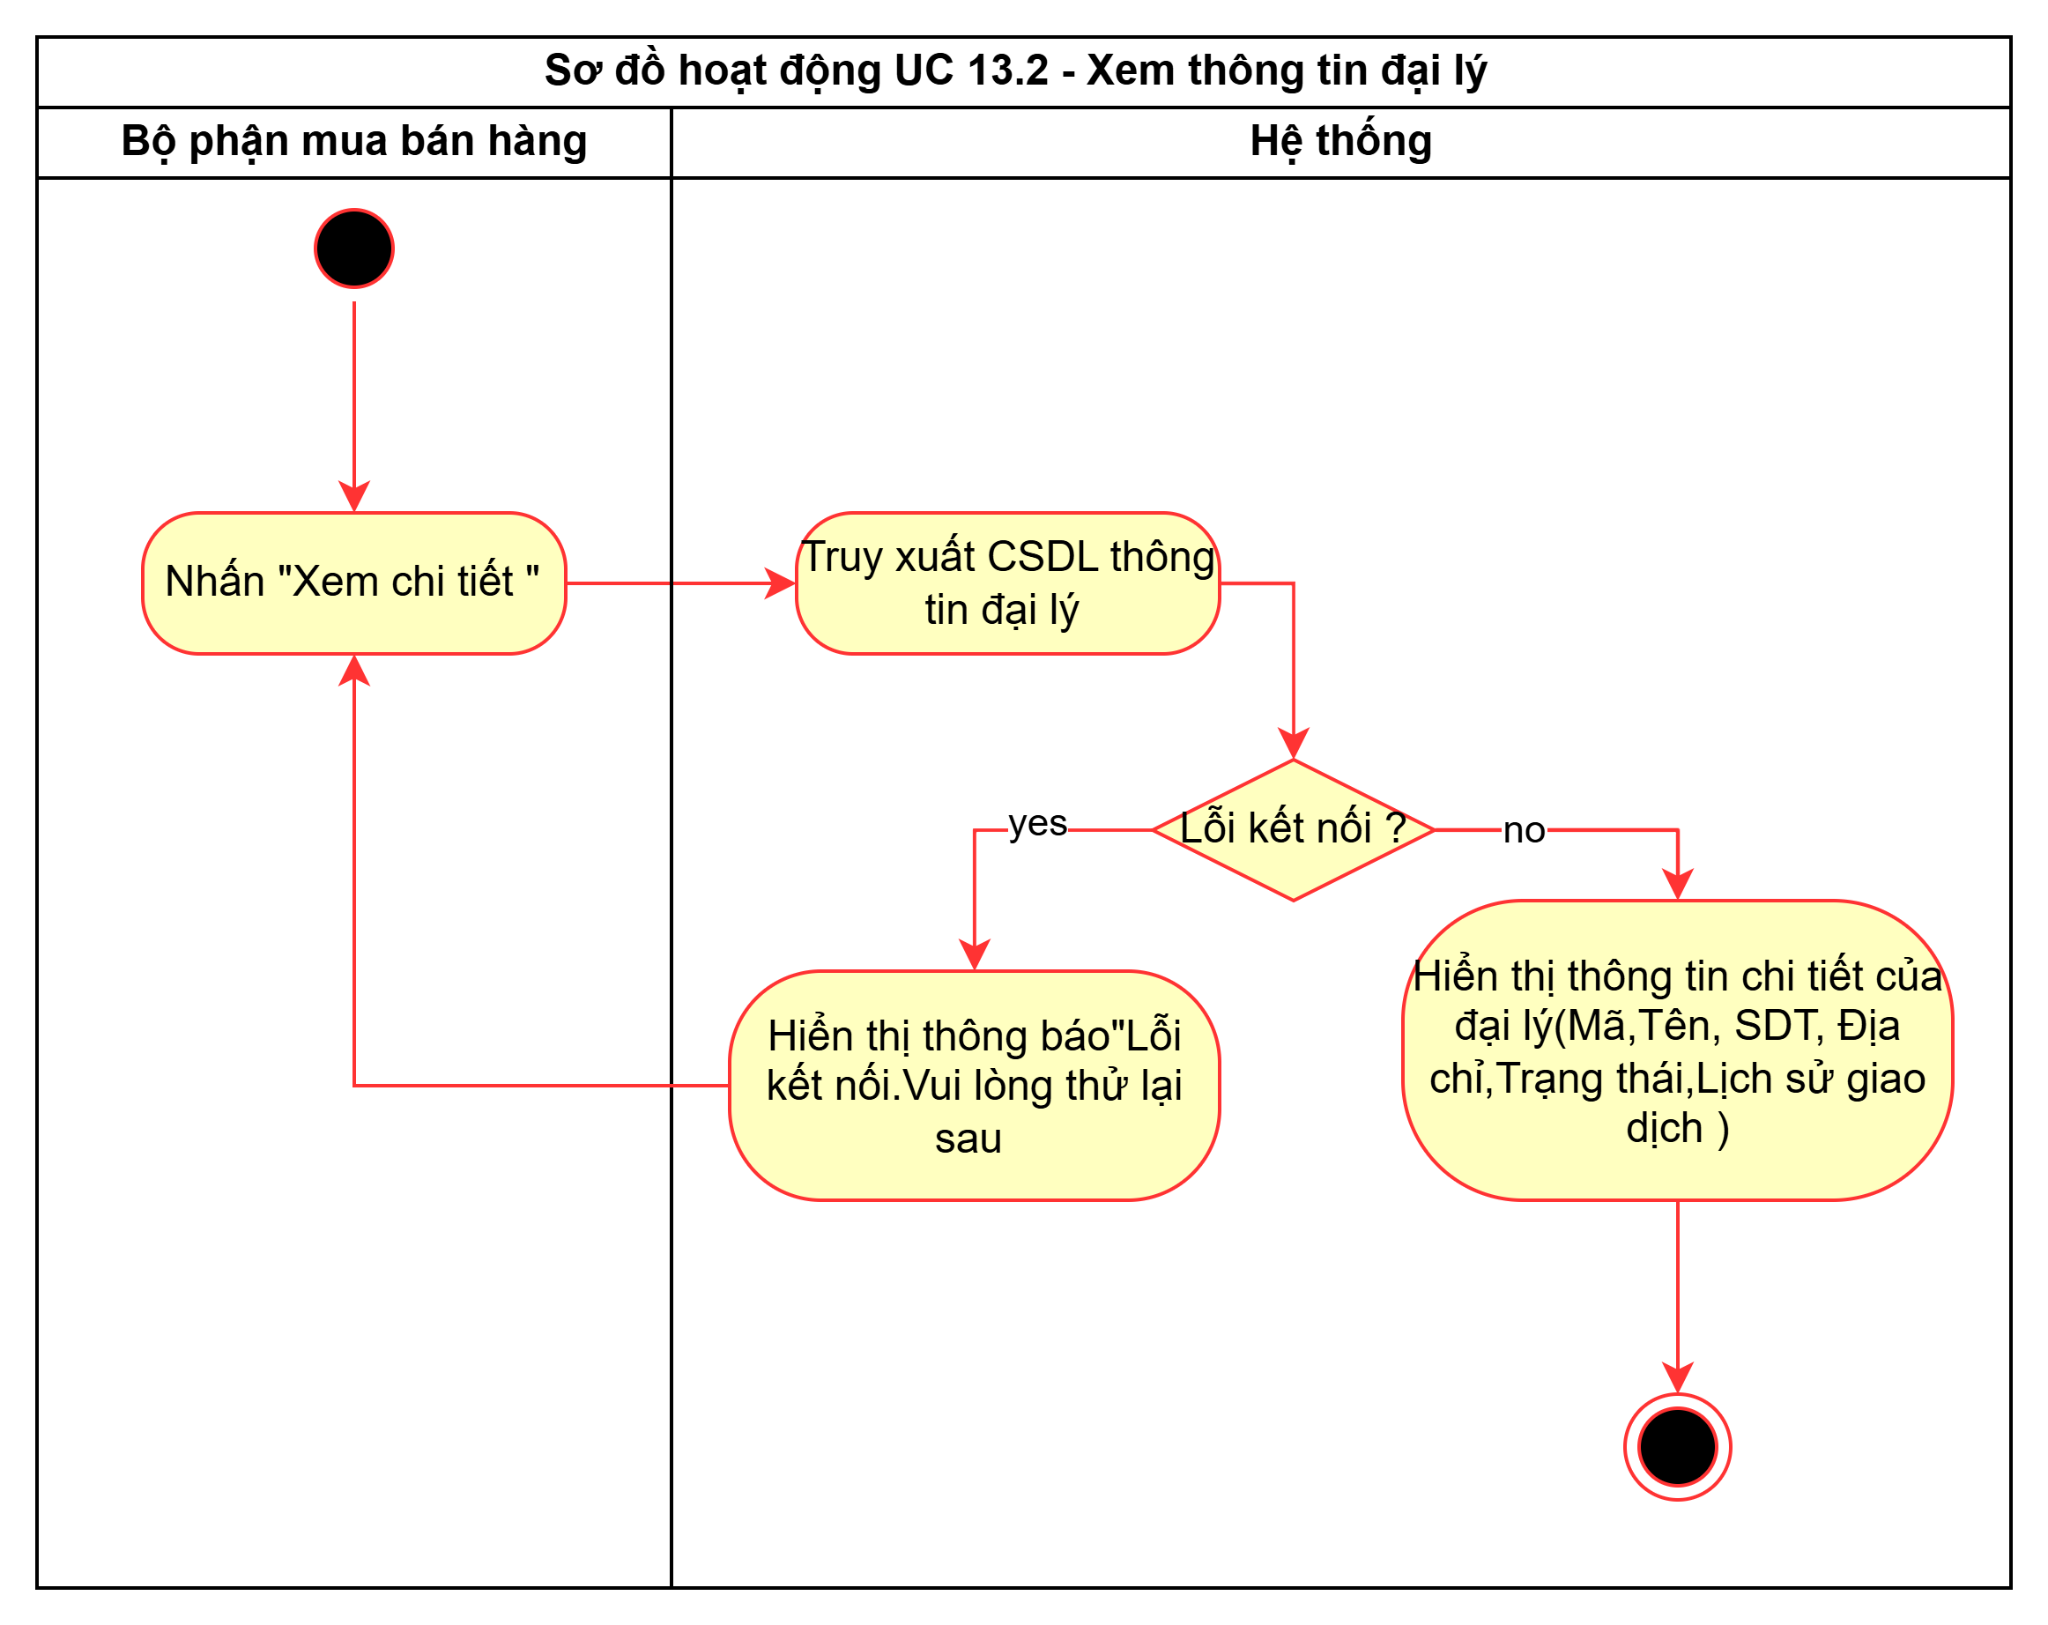 Sơ đồ hoạt động UC 13.2 - Xem thông tin đại lý
Bộ phận mua bán hàng
Hệ thống
Nhấn "Xem chi tiết "
Truy xuất CSDL thông
tin đại lý
Lỗi kết nối ?
yes
no
Hiển thị thông báo"Lỗi
kết nối.Vui lòng thử lại
sau
Hiển thị thông tin chi tiết của
đại lý(Mã,Tên, SDT, Địa
chỉ,Trạng thái,Lịch sử giao
dịch )